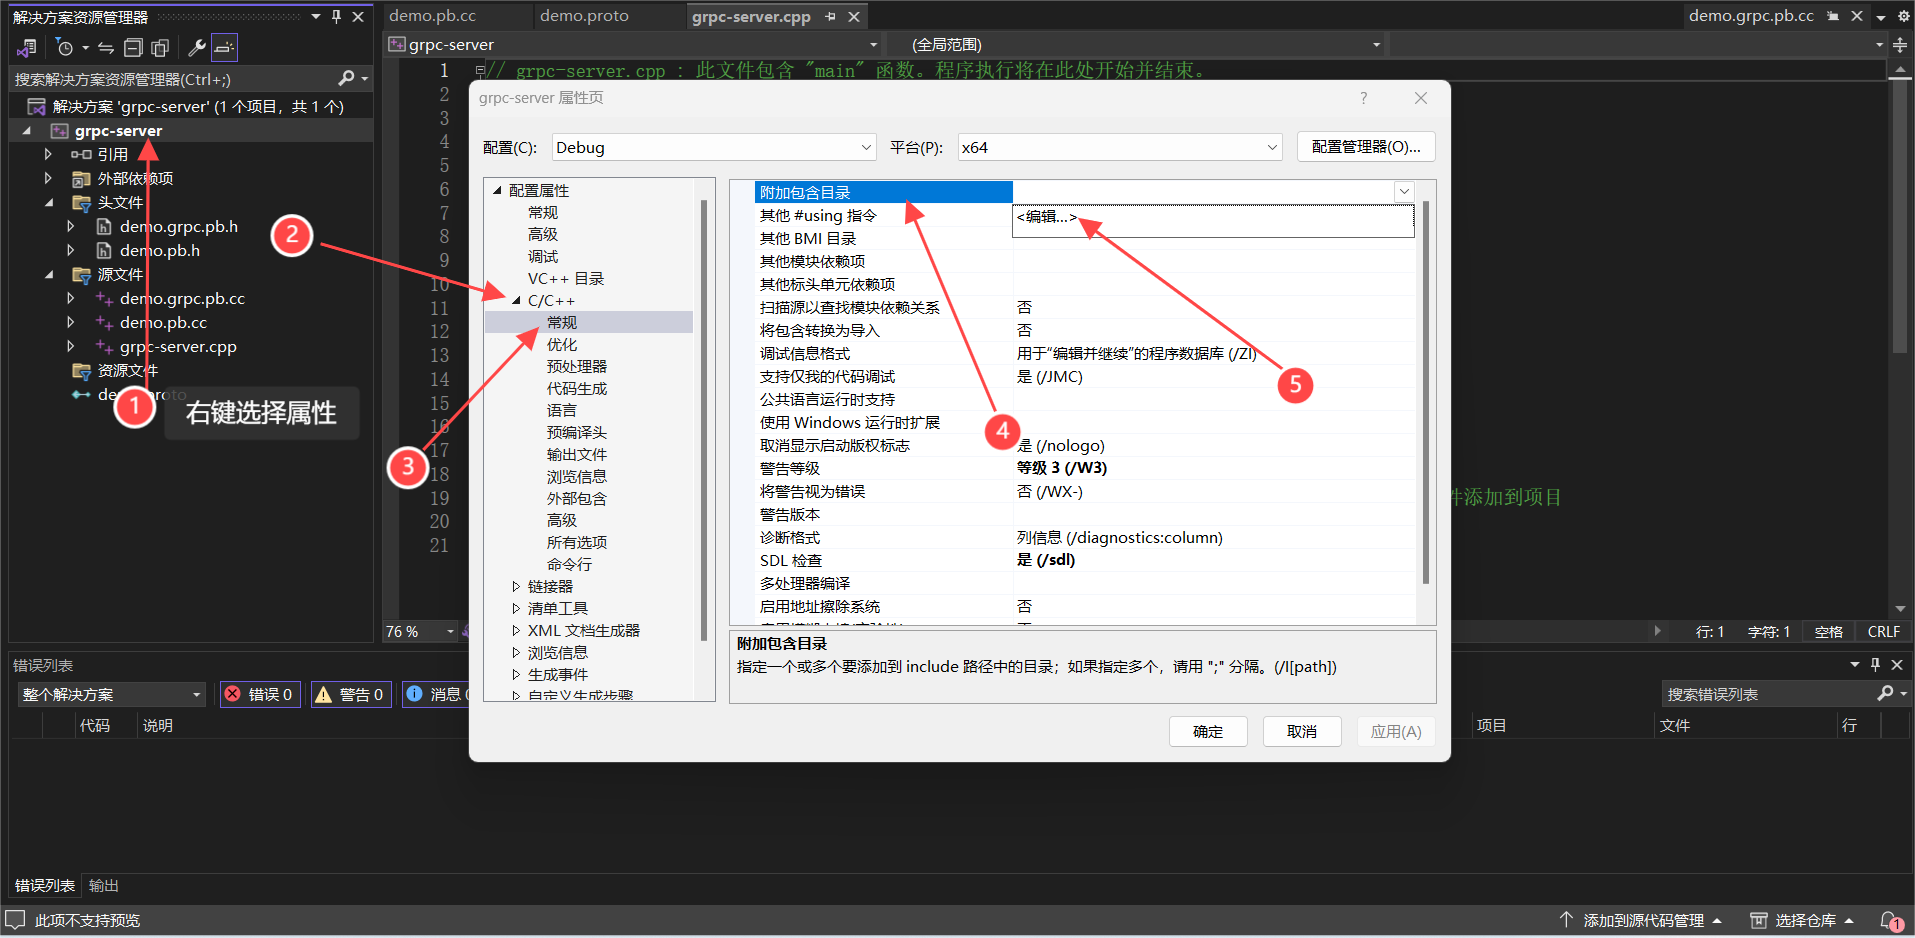 解决方案资源管理器
搜索解决方案资源管理器(Ctrl+;)
解决方案 'grpc-server' (1 个项目，共 1 个)
grpc-server
引用
外部依赖项
头文件
demo.grpc.pb.h
demo.pb.h
源文件
demo.grpc.pb.cc
demo.pb.cc
grpc-server.cpp
资源文件
1
右键选择属性
2
3
4
5
demo.pb.cc
demo.proto
grpc-server.cpp
demo.grpc.pb.cc
grpc-server
(全局范围)
1
2
3
4
5
6
7
8
9
10
11
12
13
14
15
16
17
18
19
20
21
// grpc-server.cpp : 此文件包含 "main" 函数。程序执行将在此处开始并结束。
件添加到项目
76 %
行: 1
字符: 1
空格
CRLF
grpc-server 属性页
?
配置(C):
Debug
平台(P):
x64
配置管理器(O)...
配置属性
常规
高级
调试
VC++ 目录
C/C++
常规
优化
预处理器
代码生成
语言
预编译头
输出文件
浏览信息
外部包含
高级
所有选项
命令行
链接器
清单工具
XML 文档生成器
浏览信息
生成事件
自定义生成步骤
附加包含目录
其他 #using 指令
<编辑...>
其他 BMI 目录
其他模块依赖项
其他标头单元依赖项
扫描源以查找模块依赖关系
否
将包含转换为导入
否
调试信息格式
用于“编辑并继续”的程序数据库 (/ZI)
支持仅我的代码调试
是 (/JMC)
公共语言运行时支持
使用 Windows 运行时扩展
取消显示启动版权标志
是 (/nologo)
警告等级
等级 3 (/W3)
将警告视为错误
否 (/WX-)
警告版本
诊断格式
列信息 (/diagnostics:column)
SDL 检查
是 (/sdl)
多处理器编译
启用地址擦除系统
否
附加包含目录
指定一个或多个要添加到 include 路径中的目录；如果指定多个，请用 ";" 分隔。(/I[path])
确定
取消
应用(A)
错误列表
整个解决方案
错误 0
警告 0
消息
搜索错误列表
代码
说明
项目
文件
行
错误列表
输出
此项不支持预览
添加到源代码管理
选择仓库
1